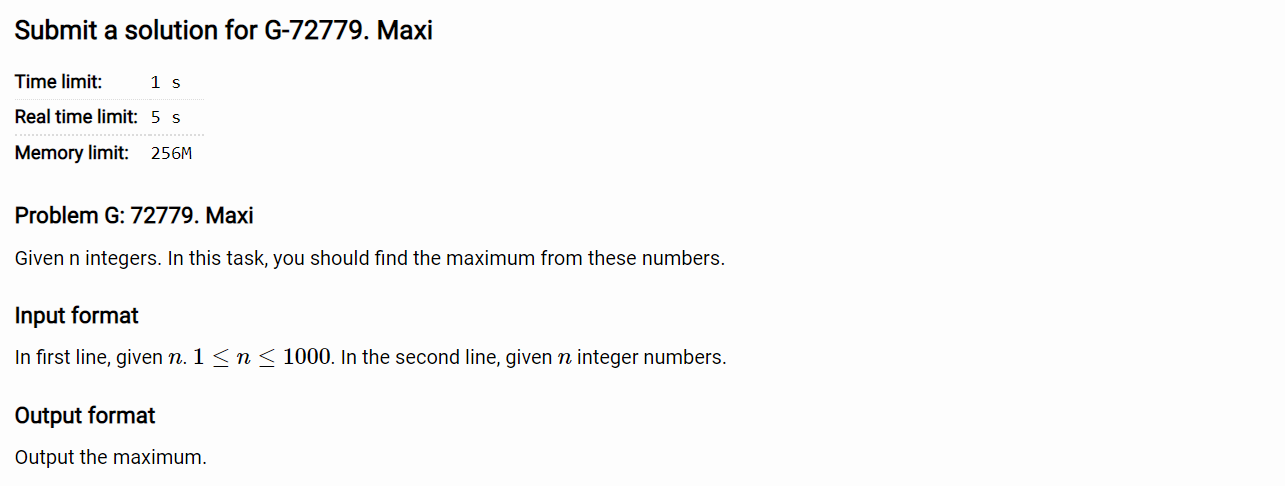 Submit a solution for G-72779. Maxi
Time limit: 1 s
Real time limit: 5 s
Memory limit: 256M
Problem G: 72779. Maxi
Given n integers. In this task, you should find the maximum from these numbers.
Input format
In first line, given n. 1 ≤ n ≤ 1000. In the second line, given n integer numbers.
Output format
Output the maximum.